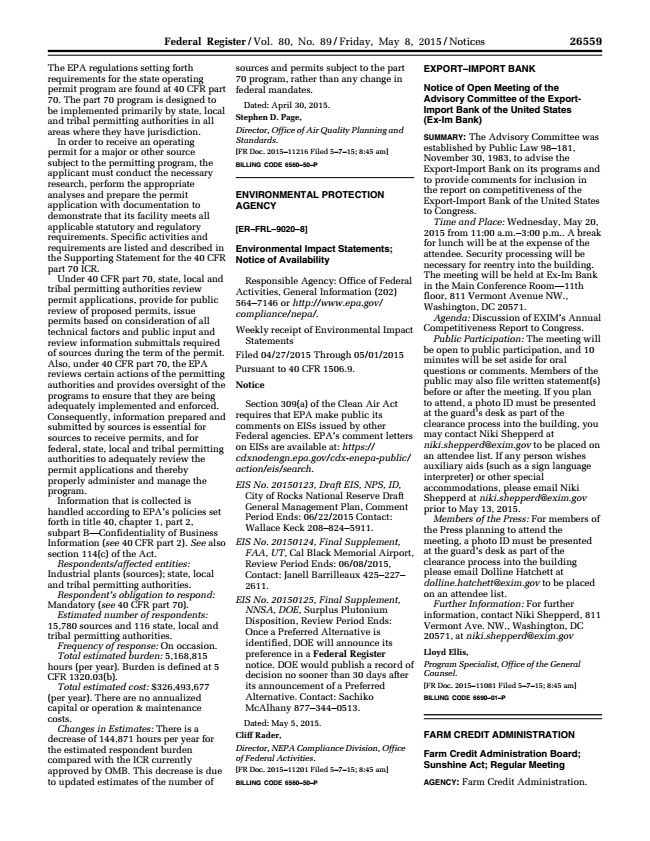 Federal Register / Vol. 80, No. 89 / Friday, May 8, 2015 / Notices 26559
The EPA regulations setting forth
requirements for the state operating
permit program are found at 40 CFR part
70. The part 70 program is designed to
be implemented primarily by state, local
and tribal permitting authorities in all
areas where they have jurisdiction.
In order to receive an operating
permit for a major or other source
subject to the permitting program, the
applicant must conduct the necessary
research, perform the appropriate
analyses and prepare the permit
application with documentation to
demonstrate that its facility meets all
applicable statutory and regulatory
requirements. Specific activities and
requirements are listed and described in
the Supporting Statement for the 40 CFR
part 70 ICR.
Under 40 CFR part 70, state, local and
tribal permitting authorities review
permit applications, provide for public
review of proposed permits, issue
permits based on consideration of all
technical factors and public input and
review information submittals required
of sources during the term of the permit.
Also, under 40 CFR part 70, the EPA
reviews certain actions of the permitting
authorities and provides oversight of the
programs to ensure that they are being
adequately implemented and enforced.
Consequently, information prepared and
submitted by sources is essential for
sources to receive permits, and for
federal, state, local and tribal permitting
authorities to adequately review the
permit applications and thereby
properly administer and manage the
program.
Information that is collected is
handled according to EPA's policies set
forth in title 40, chapter 1, part 2,
subpart B—Confidentiality of Business
Information (see 40 CFR part 2). See also
section 114(c) of the Act.
Respondents/affected entities:
Industrial plants (sources); state, local
and tribal permitting authorities.
Respondent's obligation to respond:
Mandatory (see 40 CFR part 70).
Estimated number of respondents:
15,780 sources and 116 state, local and
tribal permitting authorities.
Frequency of response: On occasion.
Total estimated burden: 5,168,815
hours (per year). Burden is defined at 5
CFR 1320.03(b).
Total estimated cost: $326,493,677
(per year). There are no annualized
capital or operation & maintenance
costs.
Changes in Estimates: There is a
decrease of 144,871 hours per year for
the estimated respondent burden
compared with the ICR currently
approved by OMB. This decrease is due
to updated estimates of the number of
sources and permits subject to the part
70 program, rather than any change in
federal mandates.
Dated: April 30, 2015.
Stephen D. Page,
Director, Office of Air Quality Planning and
Standards.
[FR Doc. 2015–11216 Filed 5–7–15; 8:45 am]
BILLING CODE 6560–50–P
ENVIRONMENTAL PROTECTION
AGENCY
[ER–FRL–9020–8]
Environmental Impact Statements;
Notice of Availability
Responsible Agency: Office of Federal
Activities, General Information (202)
564–7146 or http://www.epa.gov/
compliance/nepa/.
Weekly receipt of Environmental Impact
Statements
Filed 04/27/2015 Through 05/01/2015
Pursuant to 40 CFR 1506.9.
Notice
Section 309(a) of the Clean Air Act
requires that EPA make public its
comments on EISs issued by other
Federal agencies. EPA's comment letters
on EISs are available at: https://
cdxnodengn.epa.gov/cdx-enepa-public/
action/eis/search.
EIS No. 20150123, Draft EIS, NPS, ID,
City of Rocks National Reserve Draft
General Management Plan, Comment
Period Ends: 06/22/2015 Contact:
Wallace Keck 208–824–5911.
EIS No. 20150124, Final Supplement,
FAA, UT, Cal Black Memorial Airport,
Review Period Ends: 06/08/2015,
Contact: Janell Barrilleaux 425–227–
2611.
EIS No. 20150125, Final Supplement,
NNSA, DOE, Surplus Plutonium
Disposition, Review Period Ends:
Once a Preferred Alternative is
identified, DOE will announce its
preference in a Federal Register
notice. DOE would publish a record of
decision no sooner than 30 days after
its announcement of a Preferred
Alternative. Contact: Sachiko
McAlhany 877–344–0513.
Dated: May 5, 2015.
Cliff Rader,
Director, NEPA Compliance Division, Office
of Federal Activities.
[FR Doc. 2015–11201 Filed 5–7–15; 8:45 am]
BILLING CODE 6560–50–P
EXPORT–IMPORT BANK
Notice of Open Meeting of the
Advisory Committee of the Export-
Import Bank of the United States
(Ex-Im Bank)
SUMMARY: The Advisory Committee was
established by Public Law 98–181,
November 30, 1983, to advise the
Export-Import Bank on its programs and
to provide comments for inclusion in
the report on competitiveness of the
Export-Import Bank of the United States
to Congress.
Time and Place: Wednesday, May 20,
2015 from 11:00 a.m.–3:00 p.m.. A break
for lunch will be at the expense of the
attendee. Security processing will be
necessary for reentry into the building.
The meeting will be held at Ex-Im Bank
in the Main Conference Room—11th
floor, 811 Vermont Avenue NW.,
Washington, DC 20571.
Agenda: Discussion of EXIM's Annual
Competitiveness Report to Congress.
Public Participation: The meeting will
be open to public participation, and 10
minutes will be set aside for oral
questions or comments. Members of the
public may also file written statement(s)
before or after the meeting. If you plan
to attend, a photo ID must be presented
at the guard's desk as part of the
clearance process into the building, you
may contact Niki Shepperd at
niki.shepperd@exim.gov to be placed on
an attendee list. If any person wishes
auxiliary aids (such as a sign language
interpreter) or other special
accommodations, please email Niki
Shepperd at niki.shepperd@exim.gov
prior to May 13, 2015.
Members of the Press: For members of
the Press planning to attend the
meeting, a photo ID must be presented
at the guard's desk as part of the
clearance process into the building
please email Dolline Hatchett at
dolline.hatchett@exim.gov to be placed
on an attendee list.
Further Information: For further
information, contact Niki Shepperd, 811
Vermont Ave. NW., Washington, DC
20571, at niki.shepperd@exim.gov
Lloyd Ellis,
Program Specialist, Office of the General
Counsel.
[FR Doc. 2015–11081 Filed 5–7–15; 8:45 am]
BILLING CODE 6690–01–P
FARM CREDIT ADMINISTRATION
Farm Credit Administration Board;
Sunshine Act; Regular Meeting
AGENCY: Farm Credit Administration.